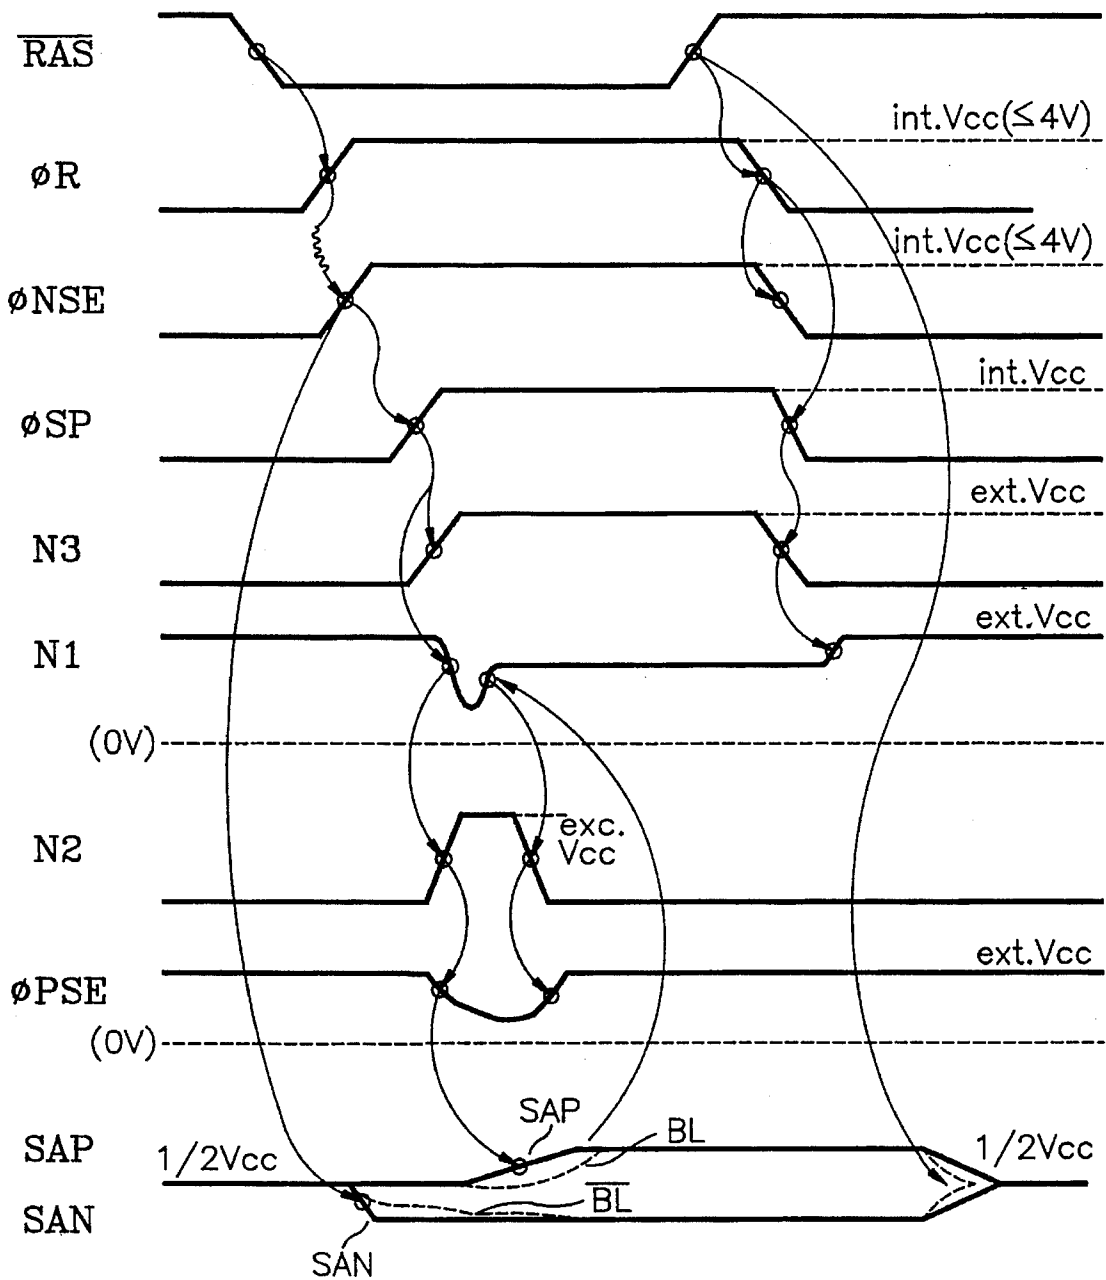 RAS
int.Vcc(≤4V)
øR
int.Vcc(≤4V)
øNSE
int.Vcc
øSP
ext.Vcc
N3
ext.Vcc
N1
(0V)
exc.
Vcc
N2
ext.Vcc
øPSE
(0V)
SAP
BL
SAP
1/2Vcc
1/2Vcc
BL
SAN
SAN